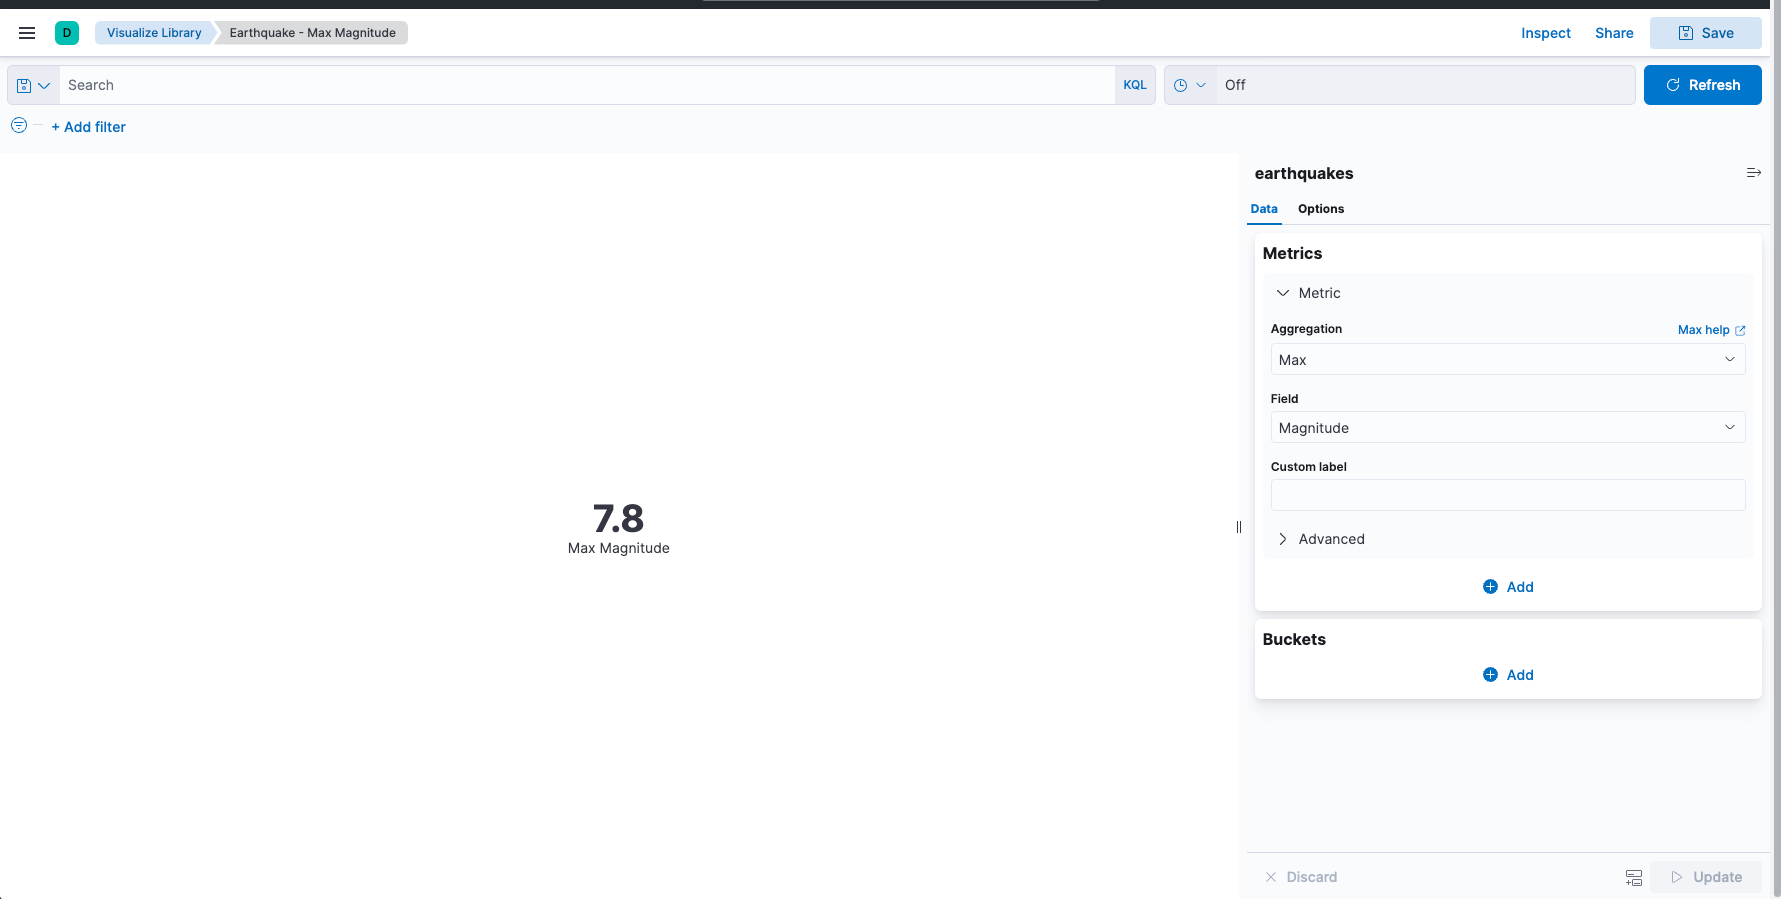 D
Visualize Library
Earthquake - Max Magnitude
Inspect
Share
Save
Search
KQL
Off
Refresh
+ Add filter
earthquakes
Data
Options
Metrics
Metric
Aggregation
Max help
Max
Field
Magnitude
Custom label
7.8
Max Magnitude
Advanced
Add
Buckets
Add
Discard
Update